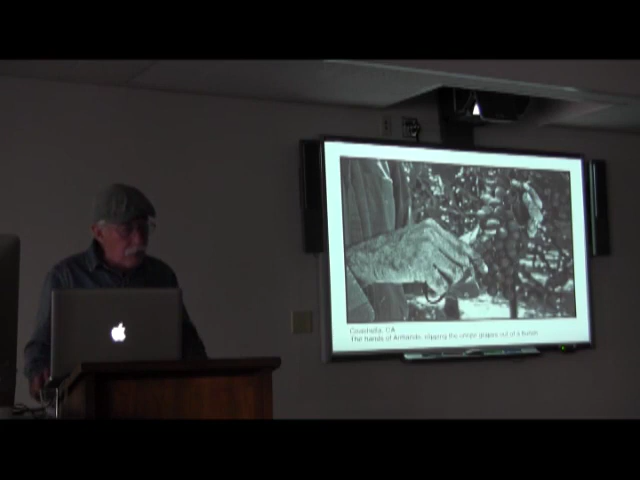 Coachella, CA
The hands of Armando, clipping the unripe grapes out of a bunch.